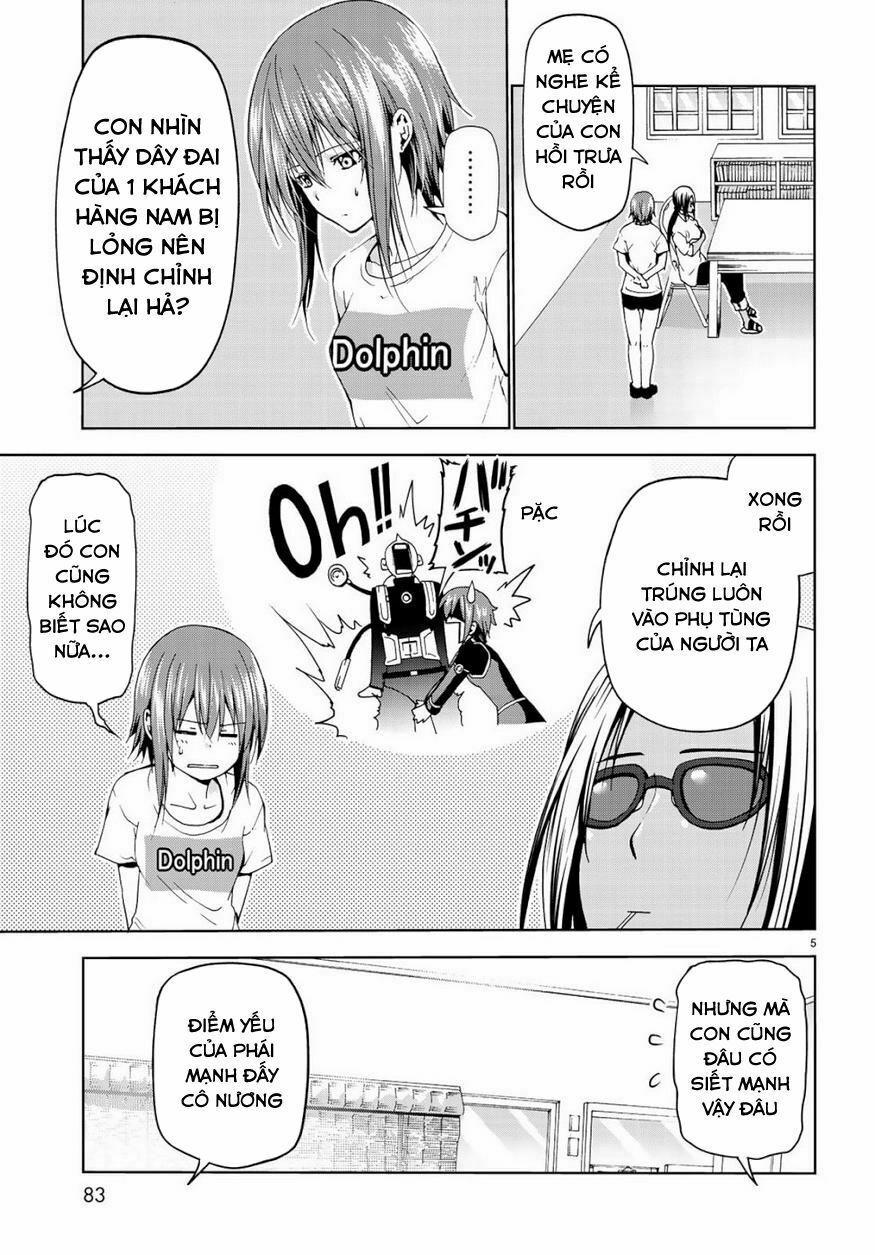 MẸ CÓ
NGHE KỂ
CHUYỆN
CỦA CON
HỒI TRƯA
RỒI
.........
CON NHÌN
THẤY DÂY ĐAI
CỦA 1 KHÁCH
HÀNG NAM BỊ
LỎNG NÊN
ĐỊNH CHỈNH
LẠI HẢ?
Dolphin
XONG
RỒI
CHỈNH LẠI
TRÚNG LUÔN
VÀO PHỤ TÙNG
CỦA NGƯỜI TA
PẶC
バチンッ
Oh!!
LÚC
ĐÓ CON
CŨNG
KHÔNG
BIẾT SAO
NỮA...
Dolphin
5
NHƯNG MÀ
CON CŨNG
ĐÂU CÓ
SIẾT MẠNH
VẬY ĐÂU
ĐIỂM YẾU
CỦA PHÁI
MẠNH ĐẤY
CÔ NƯƠNG
83